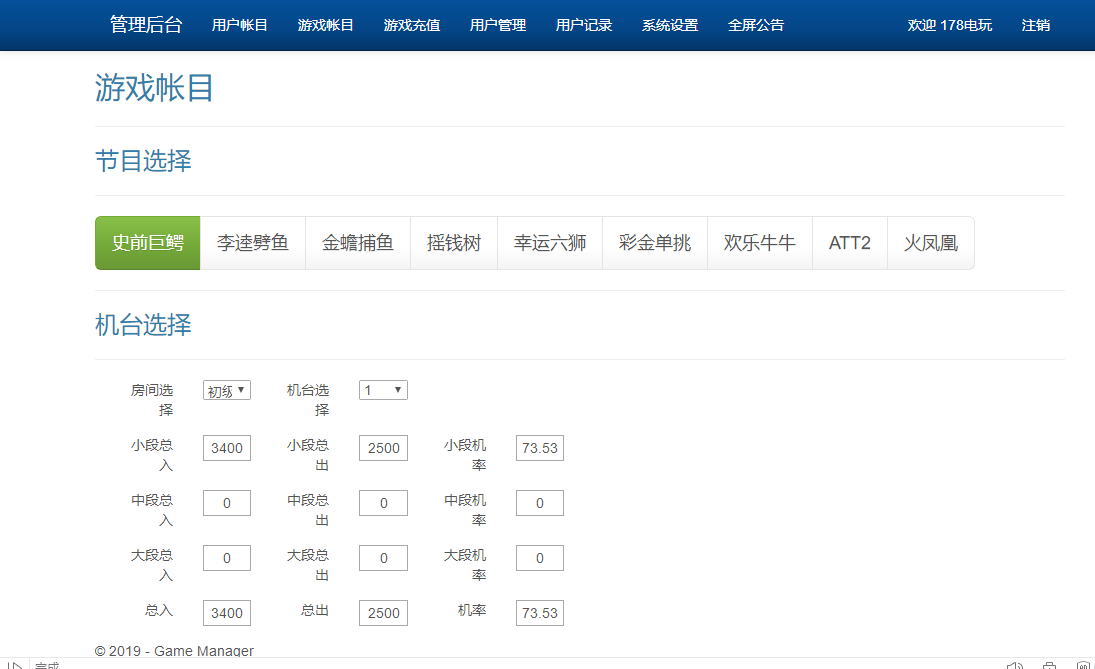 管理后台 用户帐目 游戏帐目 游戏充值 用户管理 用户记录 系统设置 全屏公告 欢迎 178电玩 注销
游戏帐目
节目选择
史前巨鳄 李逵劈鱼 金蟾捕鱼 摇钱树 幸运六狮 彩金单挑 欢乐牛牛 ATT2 火凤凰
机台选择
房间选择 初级 机台选择 1
小段总入 3400 小段总出 2500 小段机率 73.53
中段总入 0 中段总出 0 中段机率 0
大段总入 0 大段总出 0 大段机率 0
总入 3400 总出 2500 机率 73.53
© 2019 - Game Manager
完成